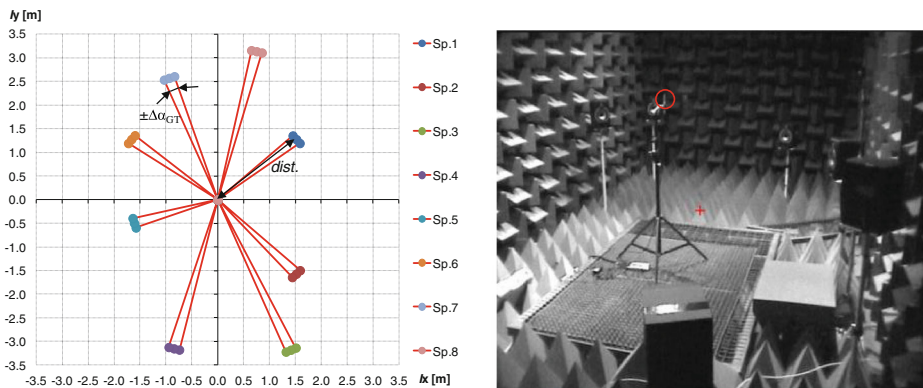 ly [m]
3.5
3.0
2.5
2.0
1.5
1.0
0.5
0.0
-0.5
-1.0
-1.5
-2.0
-2.5
-3.0
-3.5
-3.5 -3.0 -2.5 -2.0 -1.5 -1.0 -0.5 0.0 0.5 1.0 1.5 2.0 2.5 3.0 3.5
lx [m]
±Δα_GT
dist.
Sp.1
Sp.2
Sp.3
Sp.4
Sp.5
Sp.6
Sp.7
Sp.8